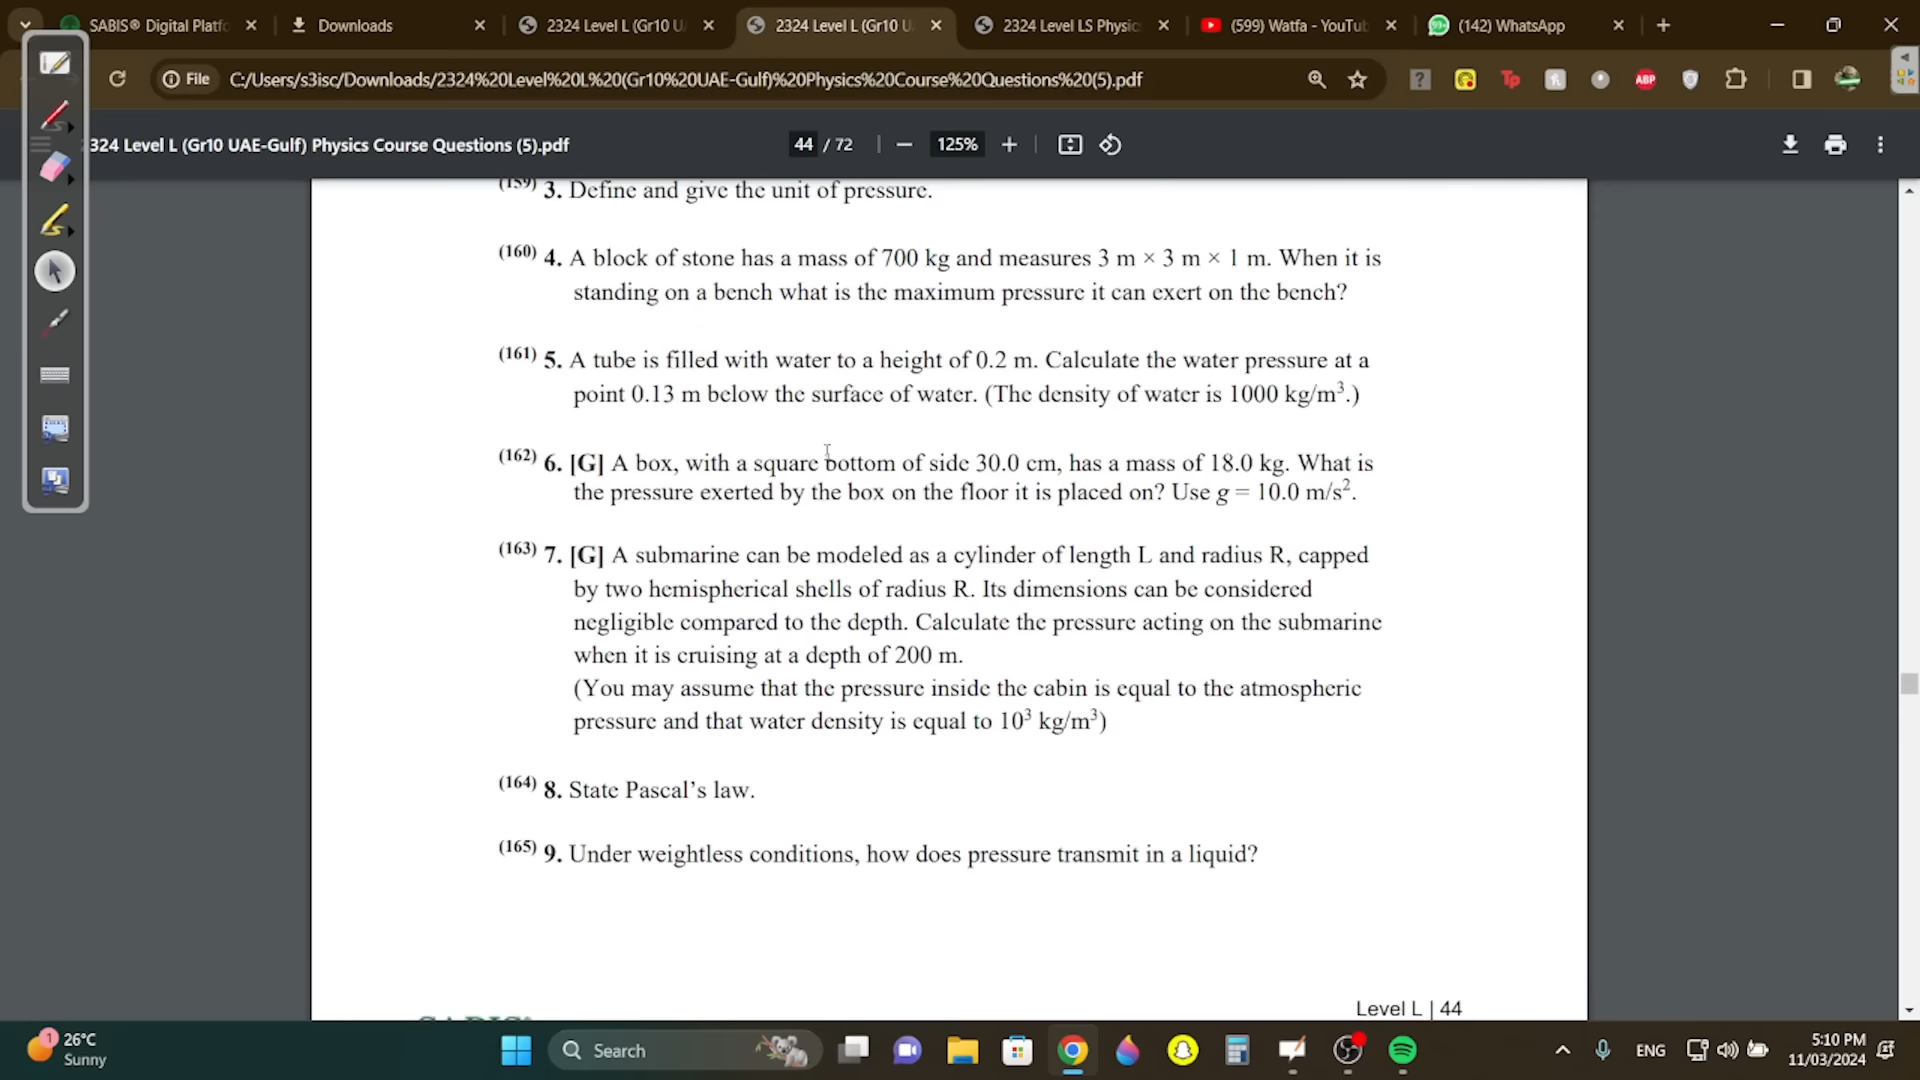 SABIS® Digital Platfo
Downloads
2324 Level L (Gr10 U
2324 Level L (Gr10 U
2324 Level LS Physic
(599) Watfa - YouTub
(142) WhatsApp
File
C:/Users/s3isc/Downloads/2324%20Level%20L%20(Gr10%20UAE-Gulf)%20Physics%20Course%20Questions%20(5).pdf
324 Level L (Gr10 UAE-Gulf) Physics Course Questions (5).pdf
44 / 72
125%
(159) 3. Define and give the unit of pressure.
(160) 4. A block of stone has a mass of 700 kg and measures 3 m × 3 m × 1 m. When it is
standing on a bench what is the maximum pressure it can exert on the bench?
(161) 5. A tube is filled with water to a height of 0.2 m. Calculate the water pressure at a
point 0.13 m below the surface of water. (The density of water is 1000 kg/m³.)
(162) 6. [G] A box, with a square bottom of side 30.0 cm, has a mass of 18.0 kg. What is
the pressure exerted by the box on the floor it is placed on? Use g = 10.0 m/s².
(163) 7. [G] A submarine can be modeled as a cylinder of length L and radius R, capped
by two hemispherical shells of radius R. Its dimensions can be considered
negligible compared to the depth. Calculate the pressure acting on the submarine
when it is cruising at a depth of 200 m.
(You may assume that the pressure inside the cabin is equal to the atmospheric
pressure and that water density is equal to 10³ kg/m³)
(164) 8. State Pascal's law.
(165) 9. Under weightless conditions, how does pressure transmit in a liquid?
Level L | 44
26°C
Sunny
Search
ENG
5:10 PM
11/03/2024